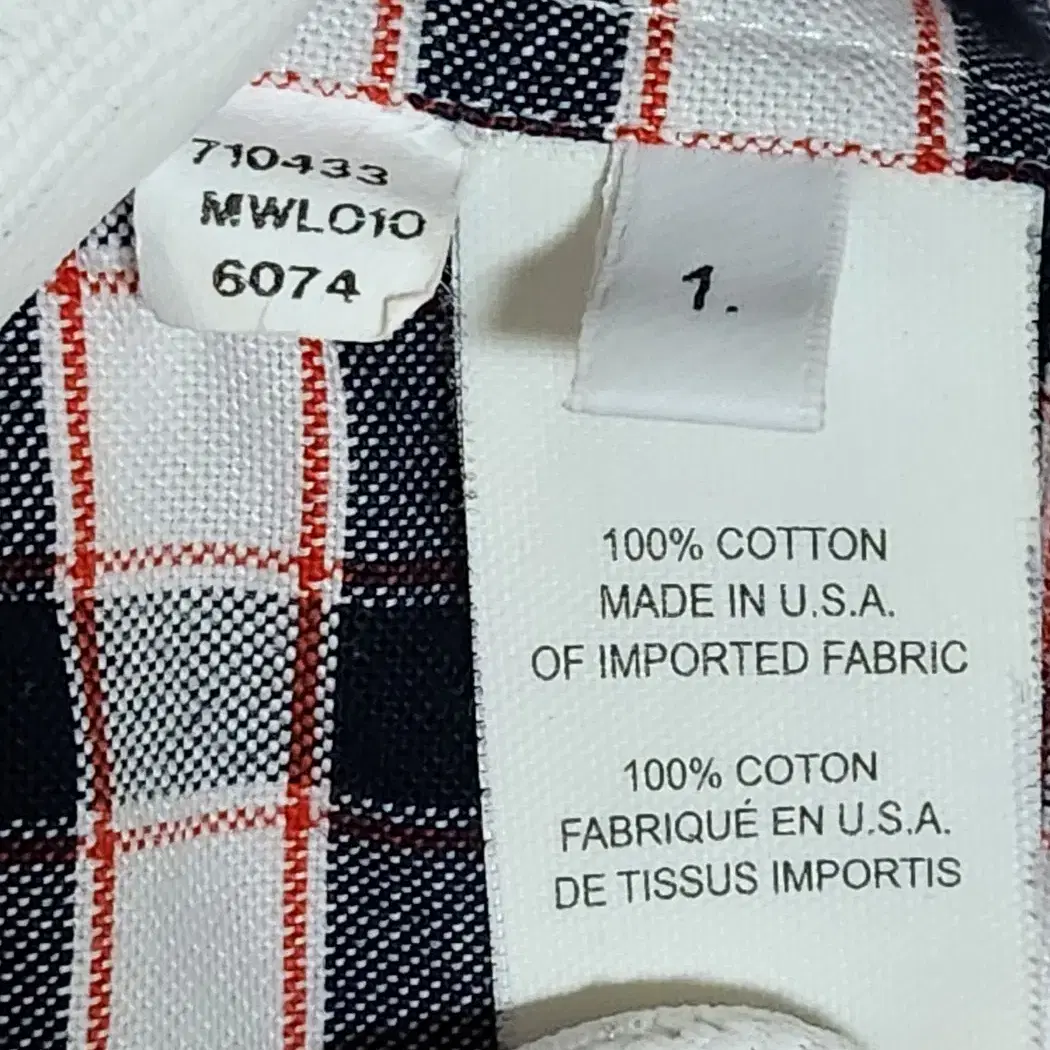 710433
MWL010
6074
1.
100% COTTON
MADE IN U.S.A.
OF IMPORTED FABRIC
100% COTON
FABRIQUÉ EN U.S.A.
DE TISSUS IMPORTIS